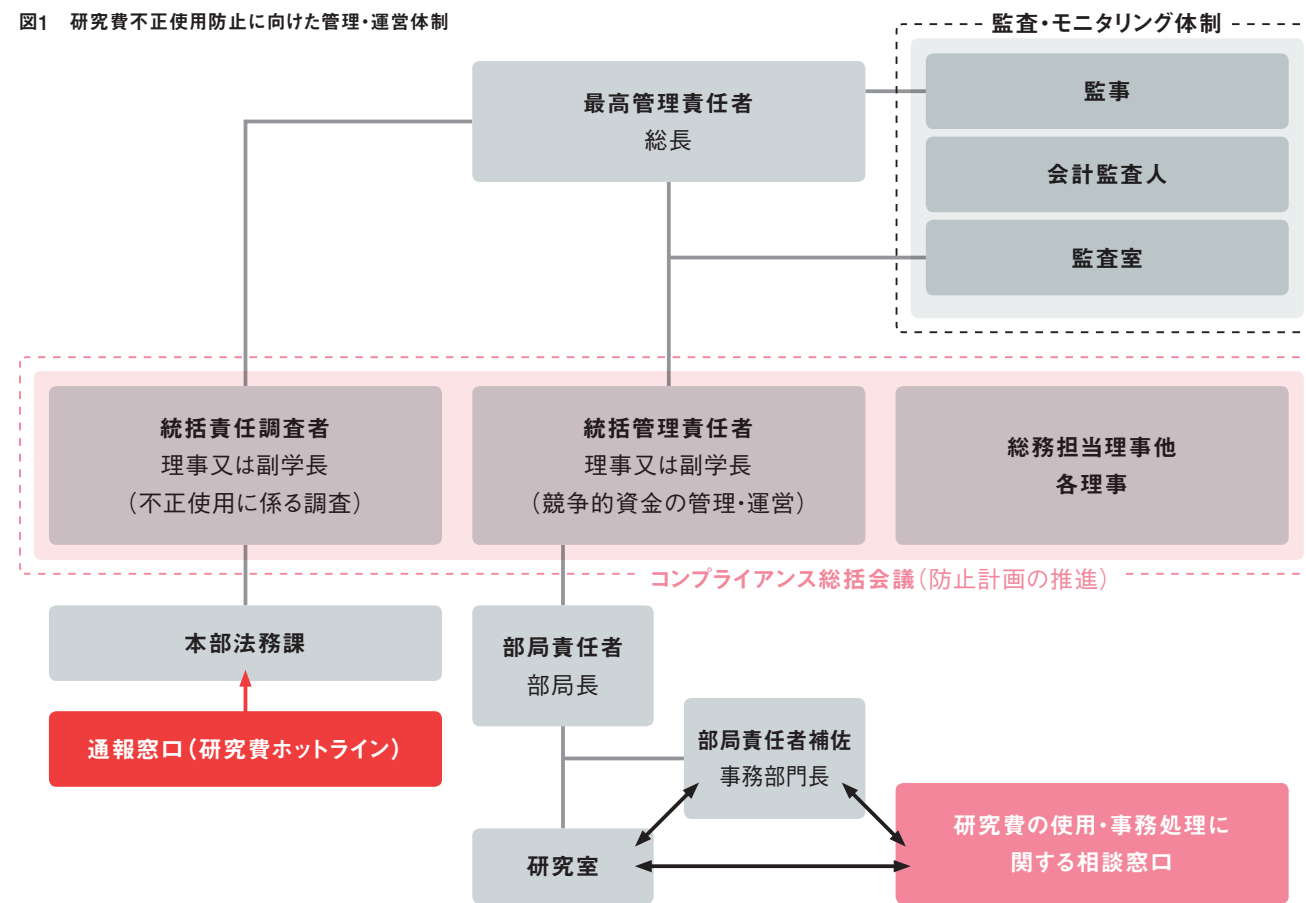 図1　研究費不正使用防止に向けた管理・運営体制
監査・モニタリング体制
最高管理責任者
総長
監事
会計監査人
監査室
統括責任調査者
理事又は副学長
（不正使用に係る調査）
統括管理責任者
理事又は副学長
（競争的資金の管理・運営）
総務担当理事他
各理事
コンプライアンス総括会議（防止計画の推進）
本部法務課
通報窓口（研究費ホットライン）
部局責任者
部局長
部局責任者補佐
事務部門長
研究室
研究費の使用・事務処理に
関する相談窓口